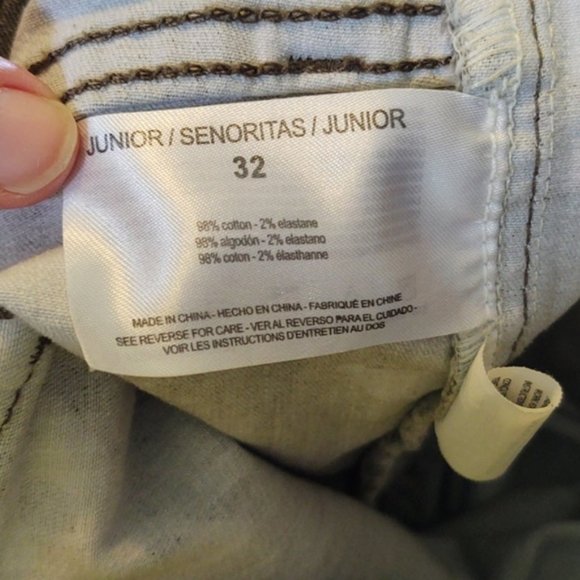 JUNIOR / SENORITAS / JUNIOR
32
98% cotton - 2% elastane
98% algodón - 2% elastano
98% coton - 2% élasthanne
MADE IN CHINA - HECHO EN CHINA - FABRIQUÉ EN CHINE
SEE REVERSE FOR CARE - VER AL REVERSO PARA EL CUIDADO -
VOIR LES INSTRUCTIONS D'ENTRETIEN AU DOS